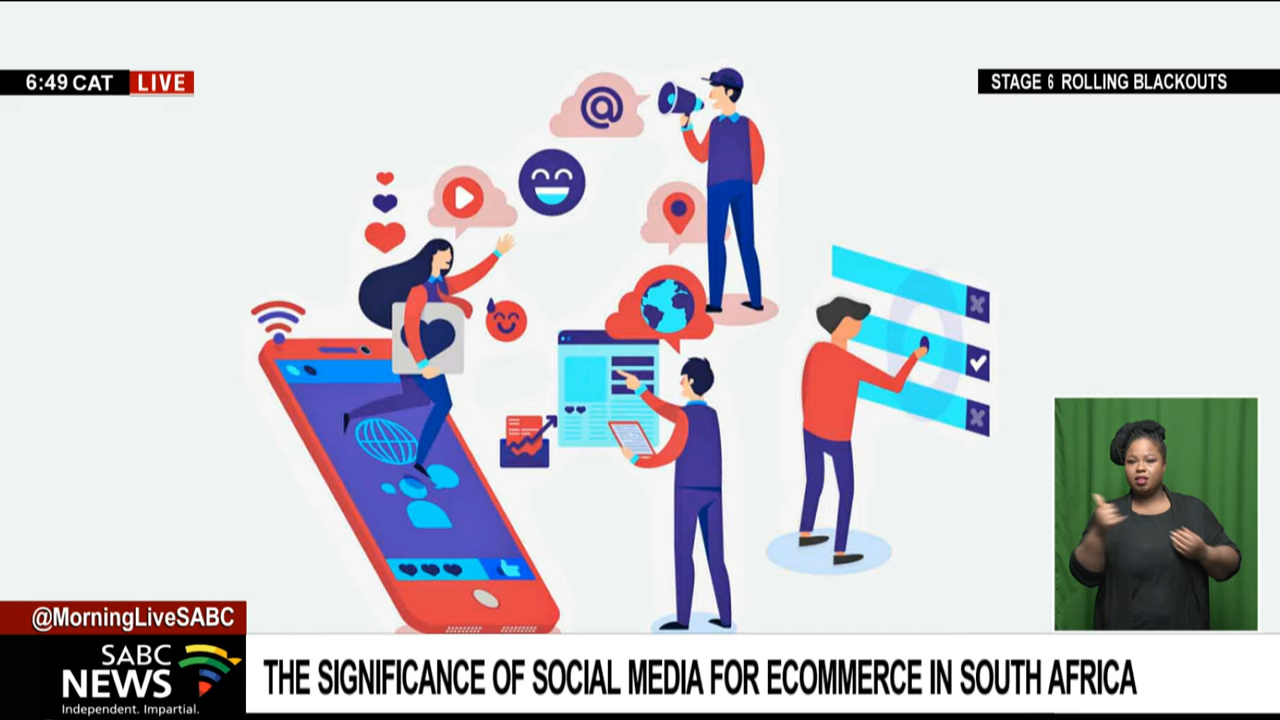 6:49 CAT LIVE
STAGE 6 ROLLING BLACKOUTS
@
@MorningLiveSABC
SABC
NEWS
Independent. Impartial.
THE SIGNIFICANCE OF SOCIAL MEDIA FOR ECOMMERCE IN SOUTH AFRICA